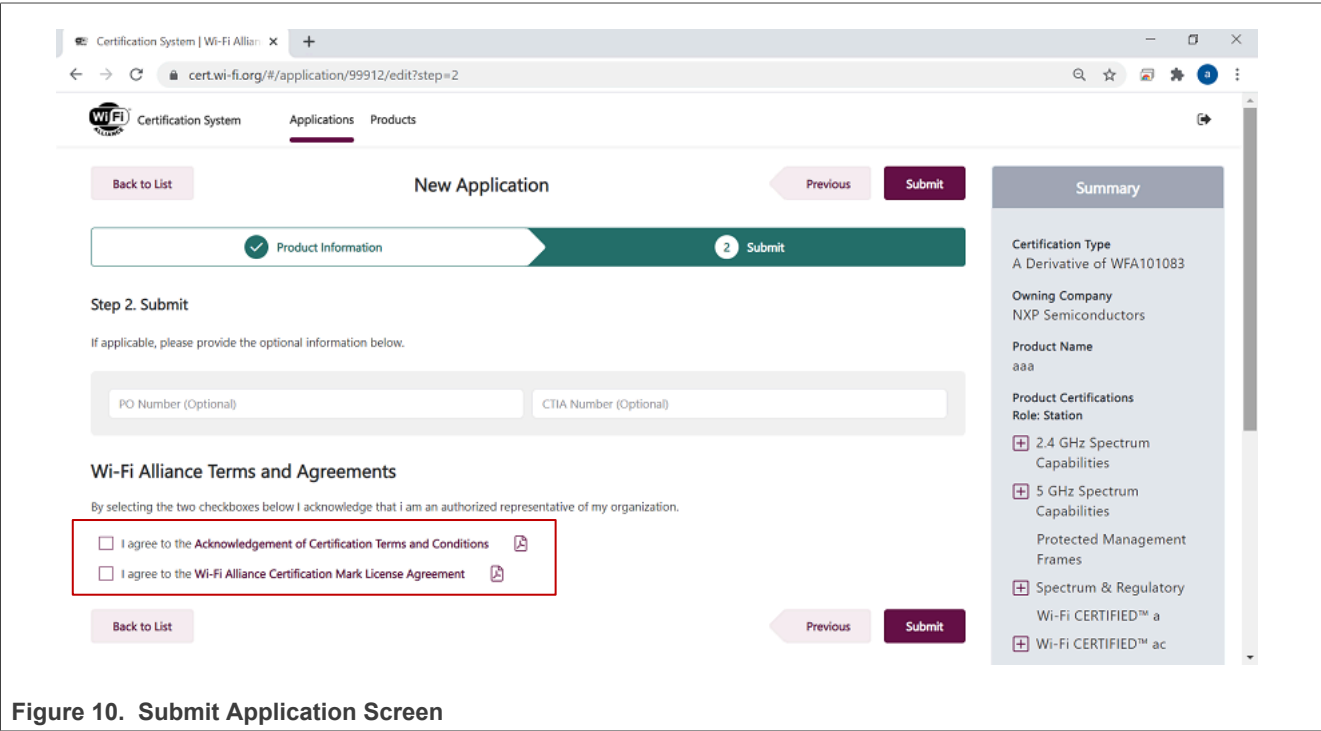 Certification System | Wi-Fi Allian
cert.wi-fi.org/#/application/99912/edit?step=2
a
Wi Fi
ALLIANCE
Certification System
Applications
Products
Back to List
New Application
Previous
Submit
Product Information
2 Submit
Step 2. Submit
If applicable, please provide the optional information below.
PO Number (Optional)
CTIA Number (Optional)
Wi-Fi Alliance Terms and Agreements
By selecting the two checkboxes below I acknowledge that i am an authorized representative of my organization.
I agree to the Acknowledgement of Certification Terms and Conditions
I agree to the Wi-Fi Alliance Certification Mark License Agreement
Back to List
Previous
Submit
Summary
Certification Type
A Derivative of WFA101083
Owning Company
NXP Semiconductors
Product Name
aaa
Product Certifications
Role: Station
2.4 GHz Spectrum
Capabilities
5 GHz Spectrum
Capabilities
Protected Management
Frames
Spectrum & Regulatory
Wi-Fi CERTIFIED™ a
Wi-Fi CERTIFIED™ ac
Figure 10. Submit Application Screen